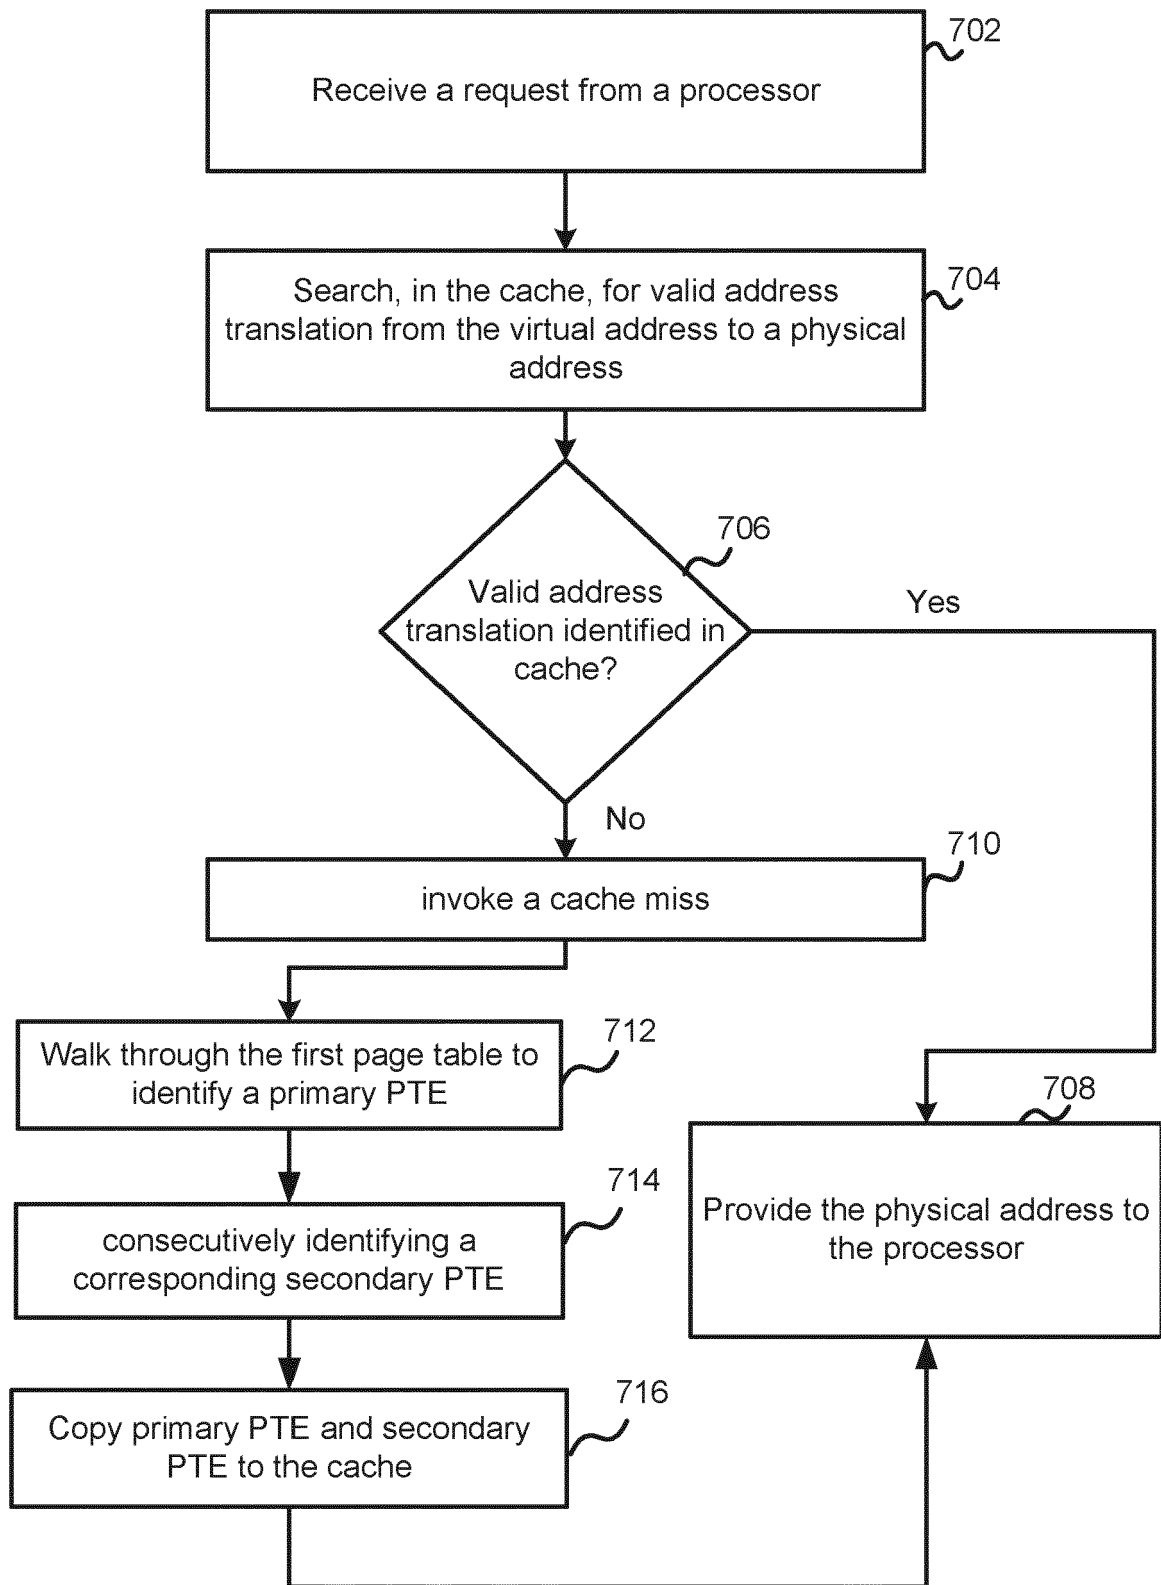 702
Receive a request from a processor
704
Search, in the cache, for valid address
translation from the virtual address to a physical
address
706
Valid address
translation identified in
cache?
Yes
No
710
invoke a cache miss
712
Walk through the first page table to
identify a primary PTE
708
714
Provide the physical address to
the processor
consecutively identifying a
corresponding secondary PTE
716
Copy primary PTE and secondary
PTE to the cache